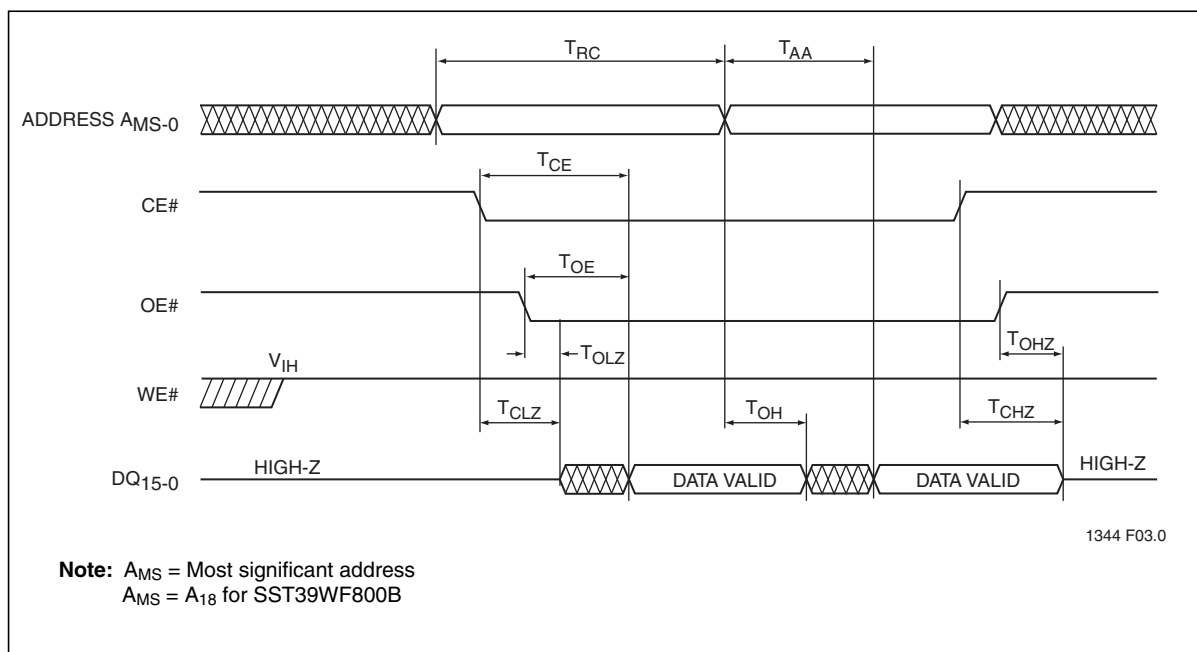 TRC
TAA
ADDRESS AMS-0
TCE
CE#
TOE
OE#
TOLZ
TOHZ
VIH
WE#
TCLZ
TOH
TCHZ
HIGH-Z
HIGH-Z
DQ15-0
DATA VALID
DATA VALID
1344 F03.0
Note: AMS = Most significant address
AMS = A18 for SST39WF800B